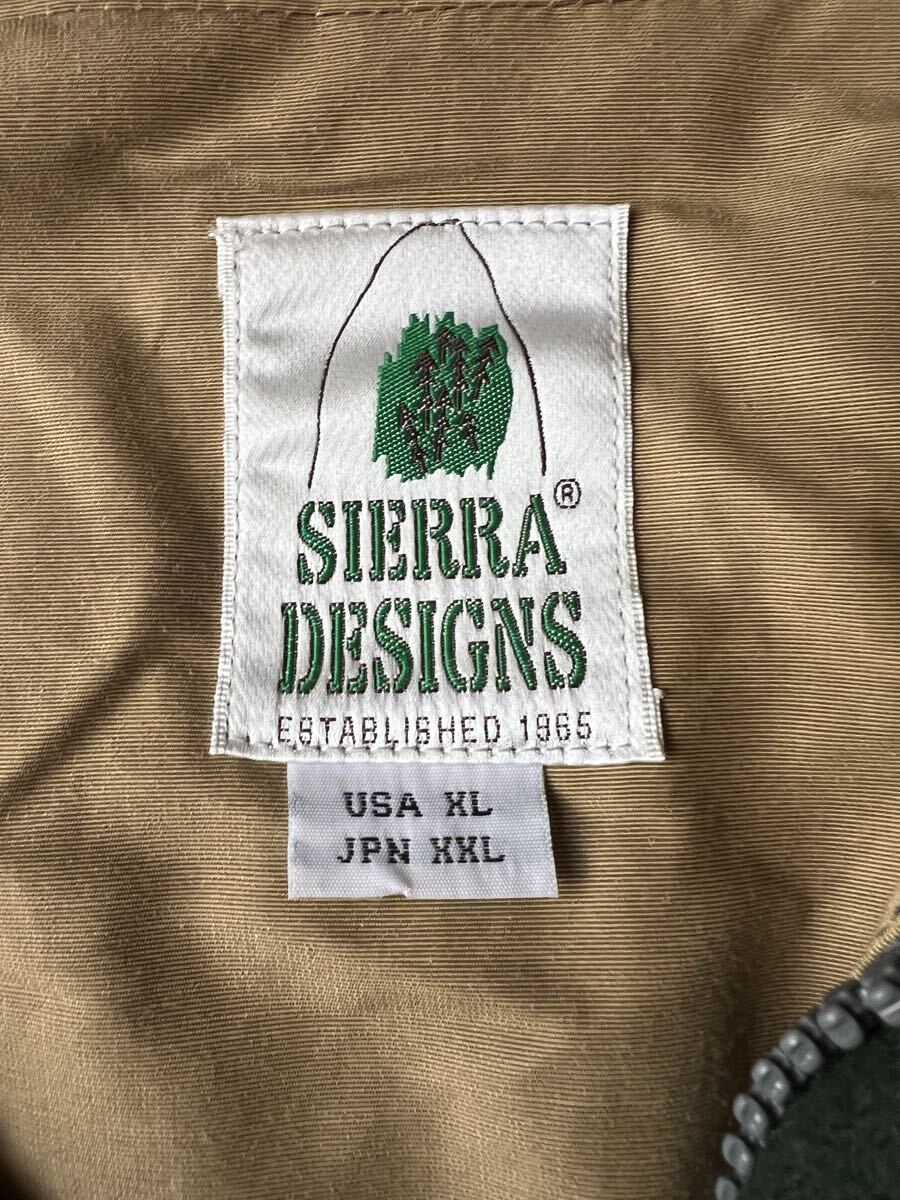 SIERRA®
DESIGNS
ESTABLISHED 1965
USA XL
JPN XXL